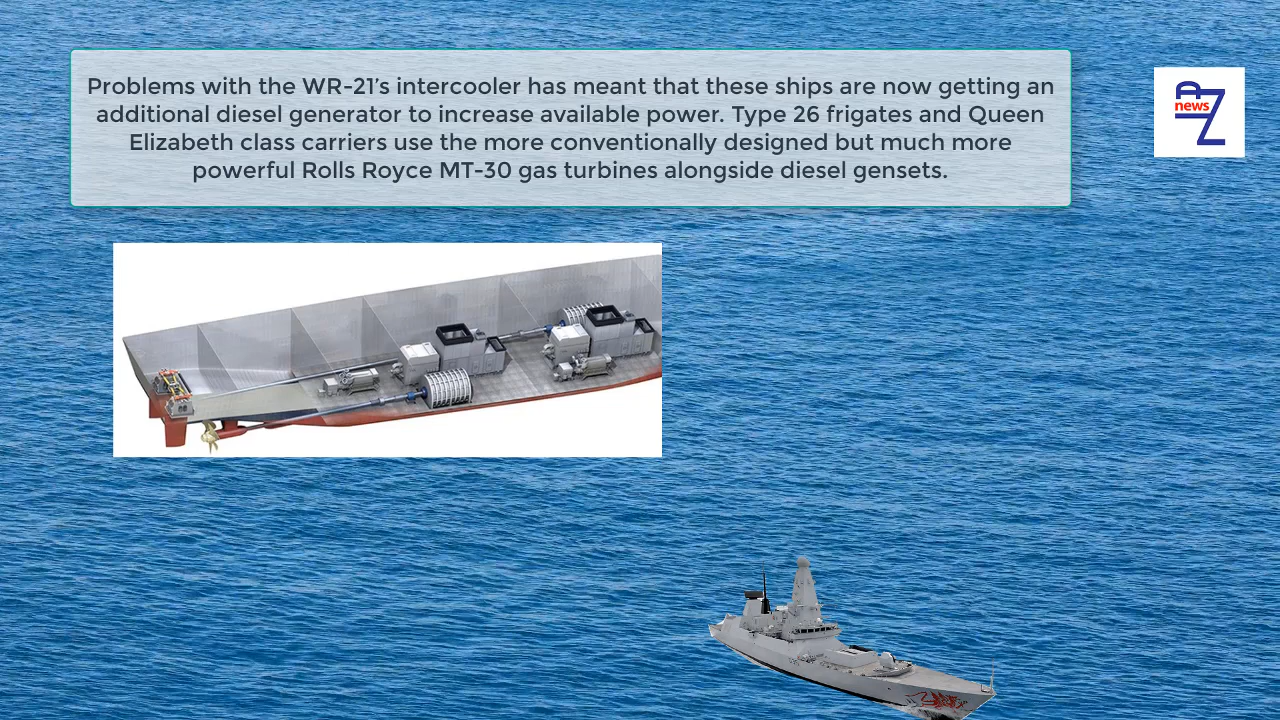 Problems with the WR-21's intercooler has meant that these ships are now getting an
additional diesel generator to increase available power. Type 26 frigates and Queen
Elizabeth class carriers use the more conventionally designed but much more
powerful Rolls Royce MT-30 gas turbines alongside diesel gensets.
A
news
Z